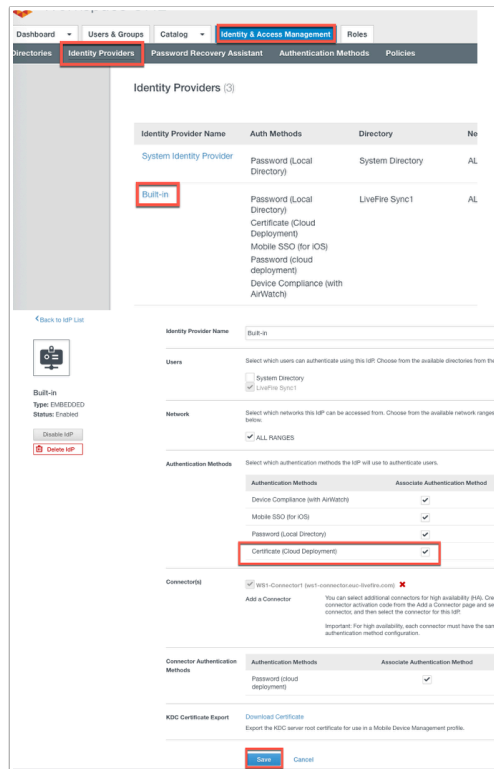 Dashboard Users & Groups Catalog Identity & Access Management Roles
Directories Identity Providers Password Recovery Assistant Authentication Methods Policies
Identity Providers (3)
Identity Provider Name Auth Methods Directory Ne
System Identity Provider Password (Local Directory) System Directory AL
Built-in Password (Local Directory) LiveFire Sync1 AL
Certificate (Cloud Deployment)
Mobile SSO (for iOS)
Password (cloud deployment)
Device Compliance (with AirWatch)
Back to IdP List
Built-in
Type: EMBEDDED
Status: Enabled
Disable IdP
Delete IdP
Identity Provider Name Built-in
Users Select which users can authenticate using this IdP. Choose from the available directories from the
System Directory
LiveFire Sync1
Network Select which networks this IdP can be accessed from. Choose from the available network ranges
below.
ALL RANGES
Authentication Methods Select which authentication methods the IdP will use to authenticate users.
Authentication Methods Associate Authentication Method
Device Compliance (with AirWatch)
Mobile SSO (for iOS)
Password (Local Directory)
Certificate (Cloud Deployment)
Connector(s) WS1-Connector1 (ws1-connector.euc-livefire.com)
Add a Connector You can select additional connectors for high availability (HA). Cre
connector activation code from the Add a Connector page and se
connector, and then select the connector for this IdP.
Important: For high availability, each connector must have the san
authentication method configuration.
Connector Authentication Methods
Authentication Methods Associate Authentication Method
Password (cloud deployment)
KDC Certificate Export Download Certificate
Export the KDC server root certificate for use in a Mobile Device Management profile.
Save Cancel